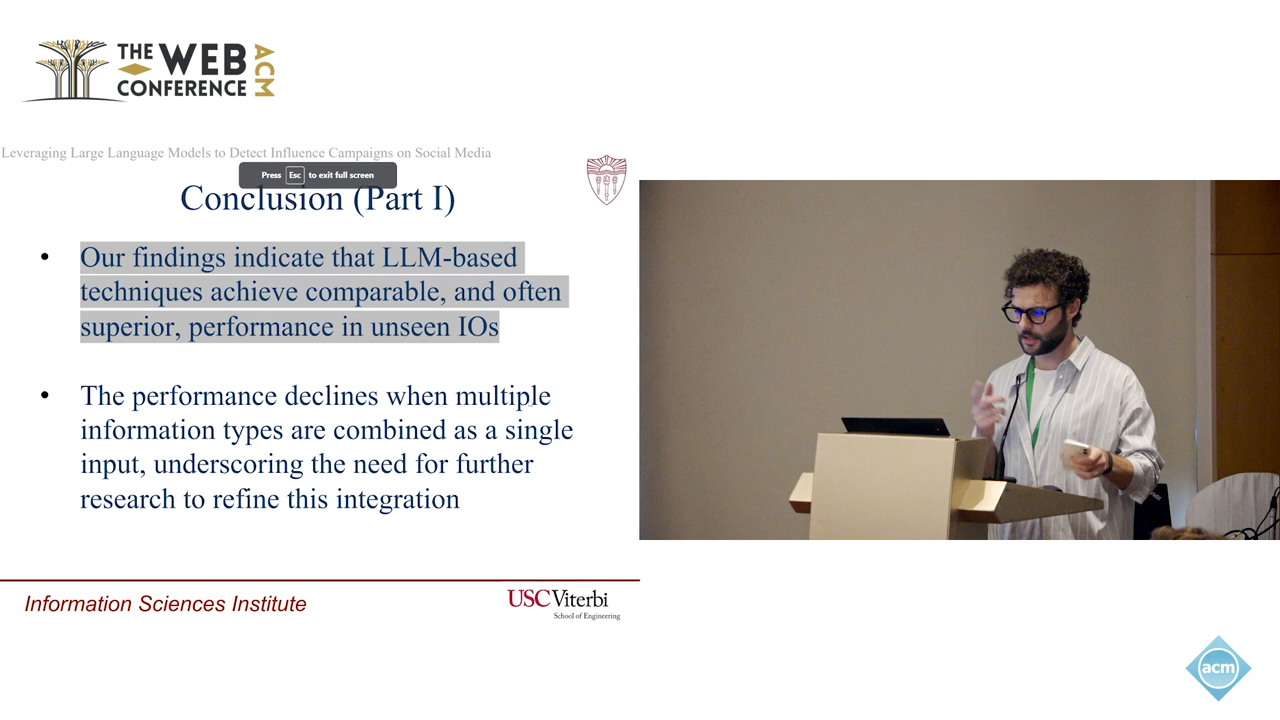 THE WEB
CONFERENCE
ACM
Leveraging Large Language Models to Detect Influence Campaigns on Social Media
Press Esc to exit full screen
Conclusion (Part I)
• Our findings indicate that LLM-based
techniques achieve comparable, and often
superior, performance in unseen IOs
• The performance declines when multiple
information types are combined as a single
input, underscoring the need for further
research to refine this integration
Information Sciences Institute
USC Viterbi
School of Engineering
acm